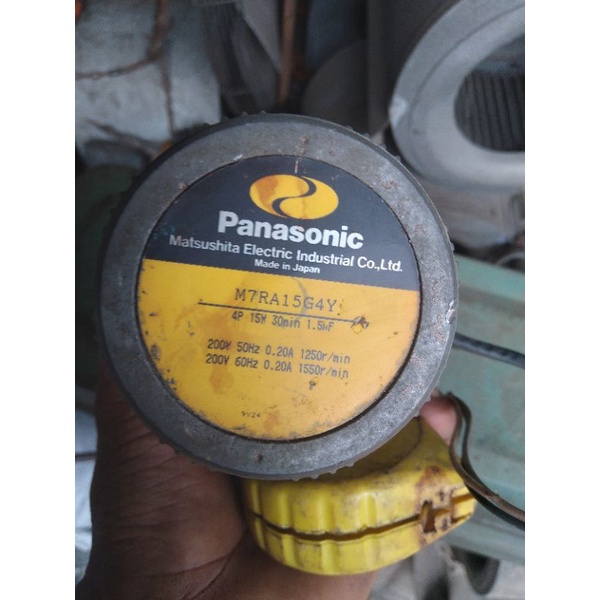 Panasonic
Matsushita Electric Industrial Co.,Ltd.
Made in Japan
M7RA15G4Y
4P 15W 30min 1.5µF
200V 50Hz 0.20A 1250r/min
200V 60Hz 0.20A 1550r/min